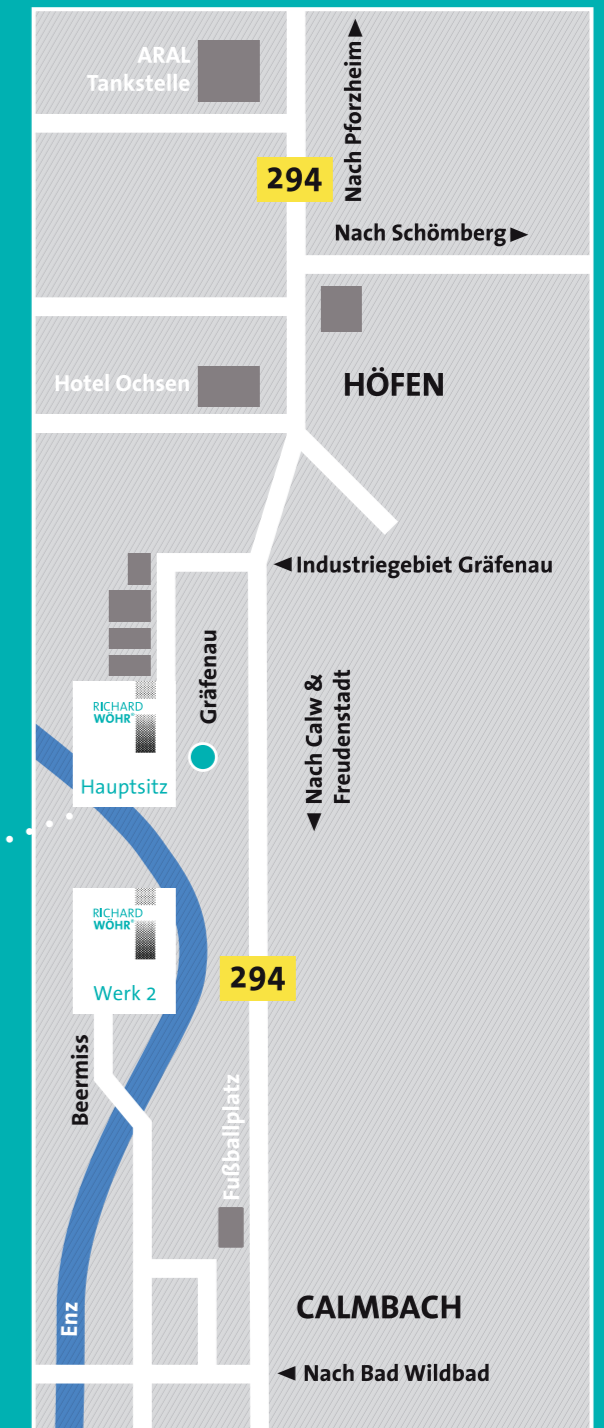 ARAL
Tankstelle
Nach Pforzheim ▲
294
Nach Schömberg ▶
Hotel Ochsen
HÖFEN
◀ Industriegebiet Gräfenau
Gräfenau
◀ Nach Calw &
Freudenstadt
RICHARD
WÖHR®
Hauptsitz
RICHARD
WÖHR®
Werk 2
294
Beermiss
Fußballplatz
Enz
CALMBACH
◀ Nach Bad Wildbad